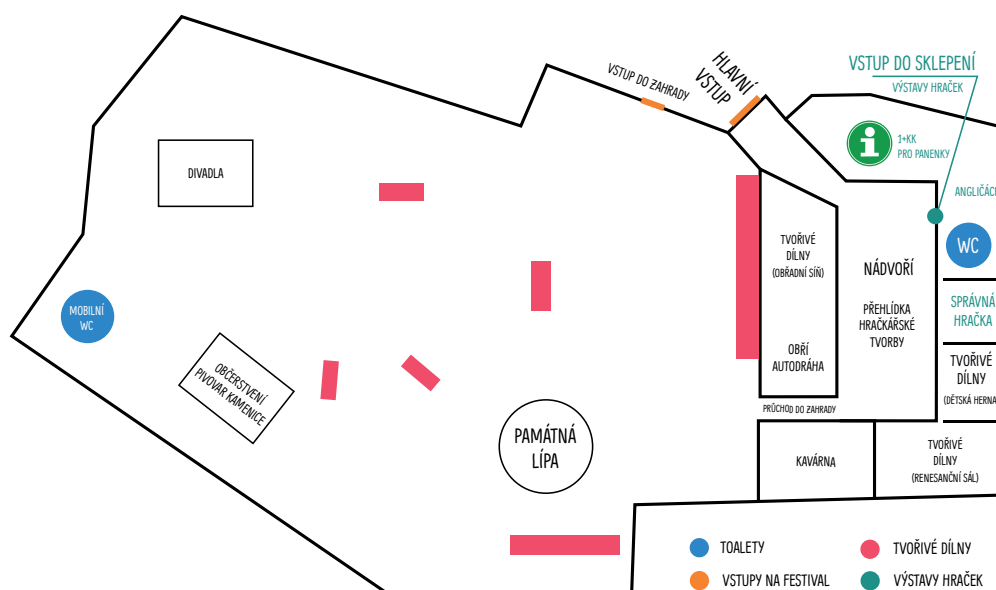 VSTUP DO ZAHRADY
HLAVNÍ
VSTUP
VSTUP DO SKLEPENÍ
VÝSTAVY HRAČEK
1+KK
PRO PANENKY
DIVADLA
ANGLIČÁCI
WC
TVOŘIVÉ
DÍLNY
(OBŘADNÍ SÍŇ)
NÁDVOŘÍ
PŘEHLÍDKA
HRAČKÁŘSKÉ
TVORBY
SPRÁVNÁ
HRAČKA
MOBILNÍ
WC
OBŘÍ
AUTODRÁHA
TVOŘIVÉ
DÍLNY
(DĚTSKÁ HERNA
OBČERSTVENÍ
PIVOVAR KAMENICE
PRŮCHOD DO ZAHRADY
PAMÁTNÁ
LÍPA
KAVÁRNA
TVOŘIVÉ
DÍLNY
(RENESANČNÍ SÁL)
TOALETY
TVOŘIVÉ DÍLNY
VSTUPY NA FESTIVAL
VÝSTAVY HRAČEK